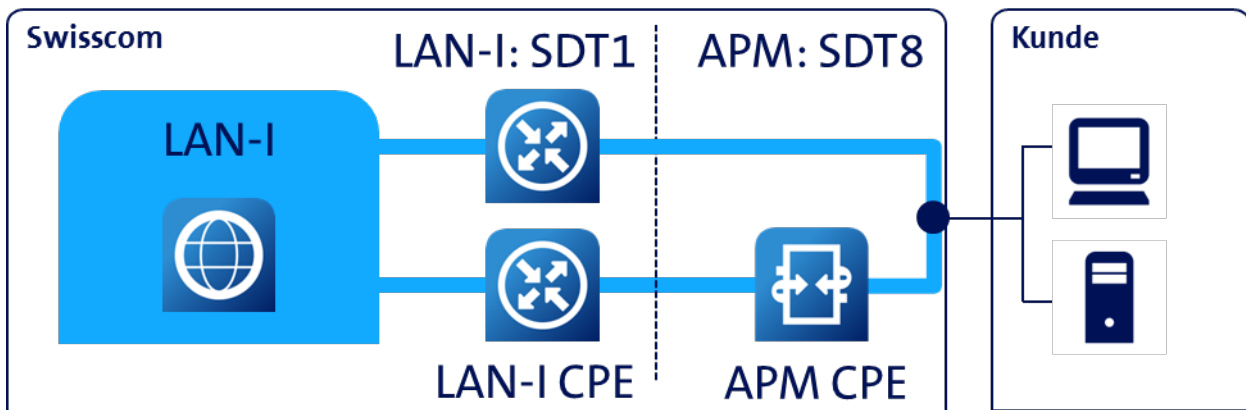 Swisscom
Kunde
LAN-I: SDT1
APM: SDT8
LAN-I
LAN-I CPE
APM CPE